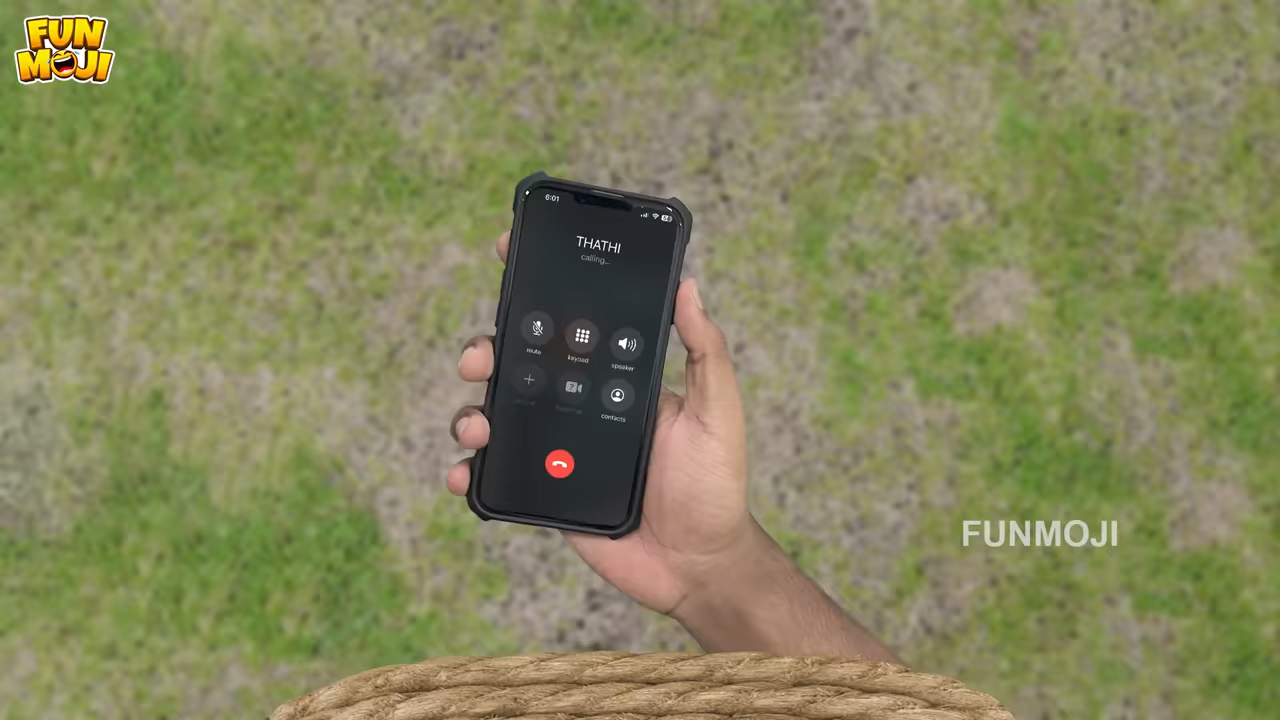 FUN
MOJI
6:01
THATHI
calling...
mute
keypad
speaker
contacts
FUNMOJI